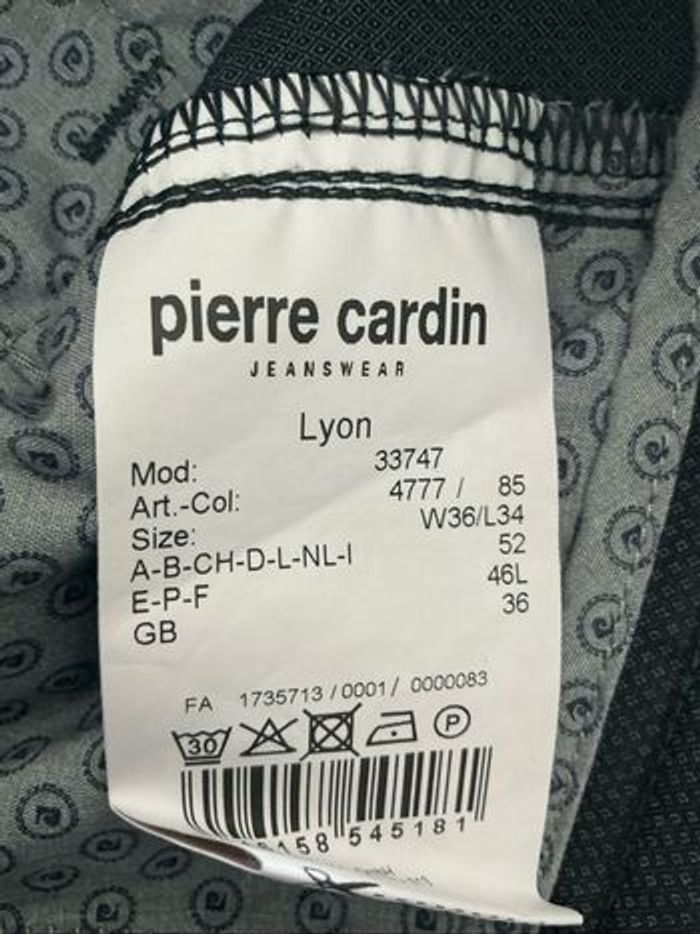 pierre cardin
JEANSWEAR
Lyon
Mod: 33747
Art.-Col: 4777 / 85
Size: W36/L34
A-B-CH-D-L-NL-I 52
E-P-F 46L
GB 36
FA 1735713 / 0001 / 0000083
30 P
158 545181